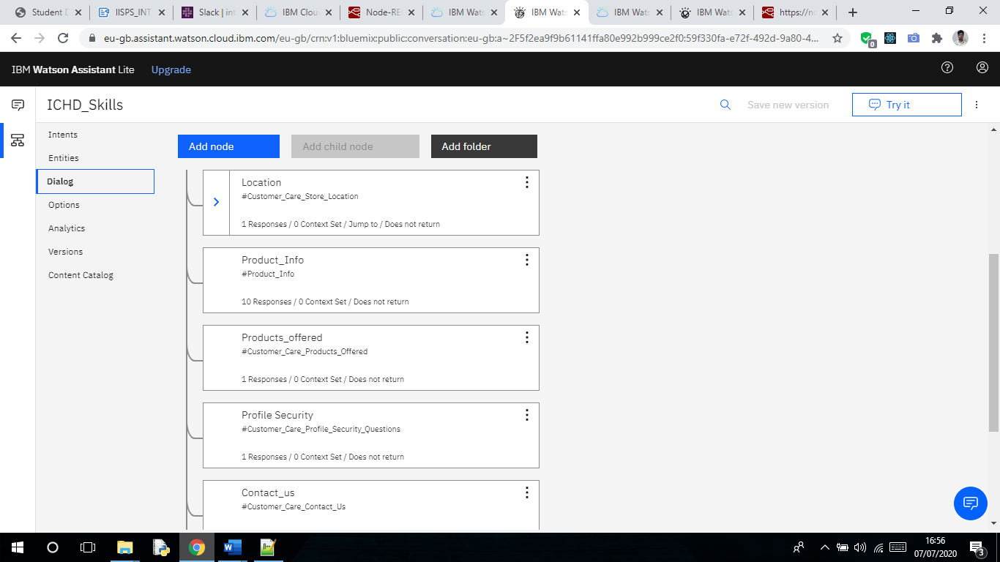 Student D
IISPS_INT
Slack | int
IBM Clou
Node-RE
IBM Wats
IBM Wats
IBM Wats
IBM Wats
https://no
eu-gb.assistant.watson.cloud.ibm.com/eu-gb/crn:v1:bluemix:public:conversation:eu-gb:a~2F5f2ea9f9b61141ffa80e992b999ce2f0:59f330fa-e72f-492d-9a80-4...
0
IBM Watson Assistant Lite Upgrade
ICHD_Skills
Save new version
Try it
Intents
Entities
Dialog
Options
Analytics
Versions
Content Catalog
Add node
Add child node
Add folder
Location
#Customer_Care_Store_Location
1 Responses / 0 Context Set / Jump to / Does not return
Product_Info
#Product_Info
10 Responses / 0 Context Set / Does not return
Products_offered
#Customer_Care_Products_Offered
1 Responses / 0 Context Set / Does not return
Profile Security
#Customer_Care_Profile_Security_Questions
1 Responses / 0 Context Set / Does not return
Contact_us
#Customer_Care_Contact_Us
16:56
07/07/2020
3